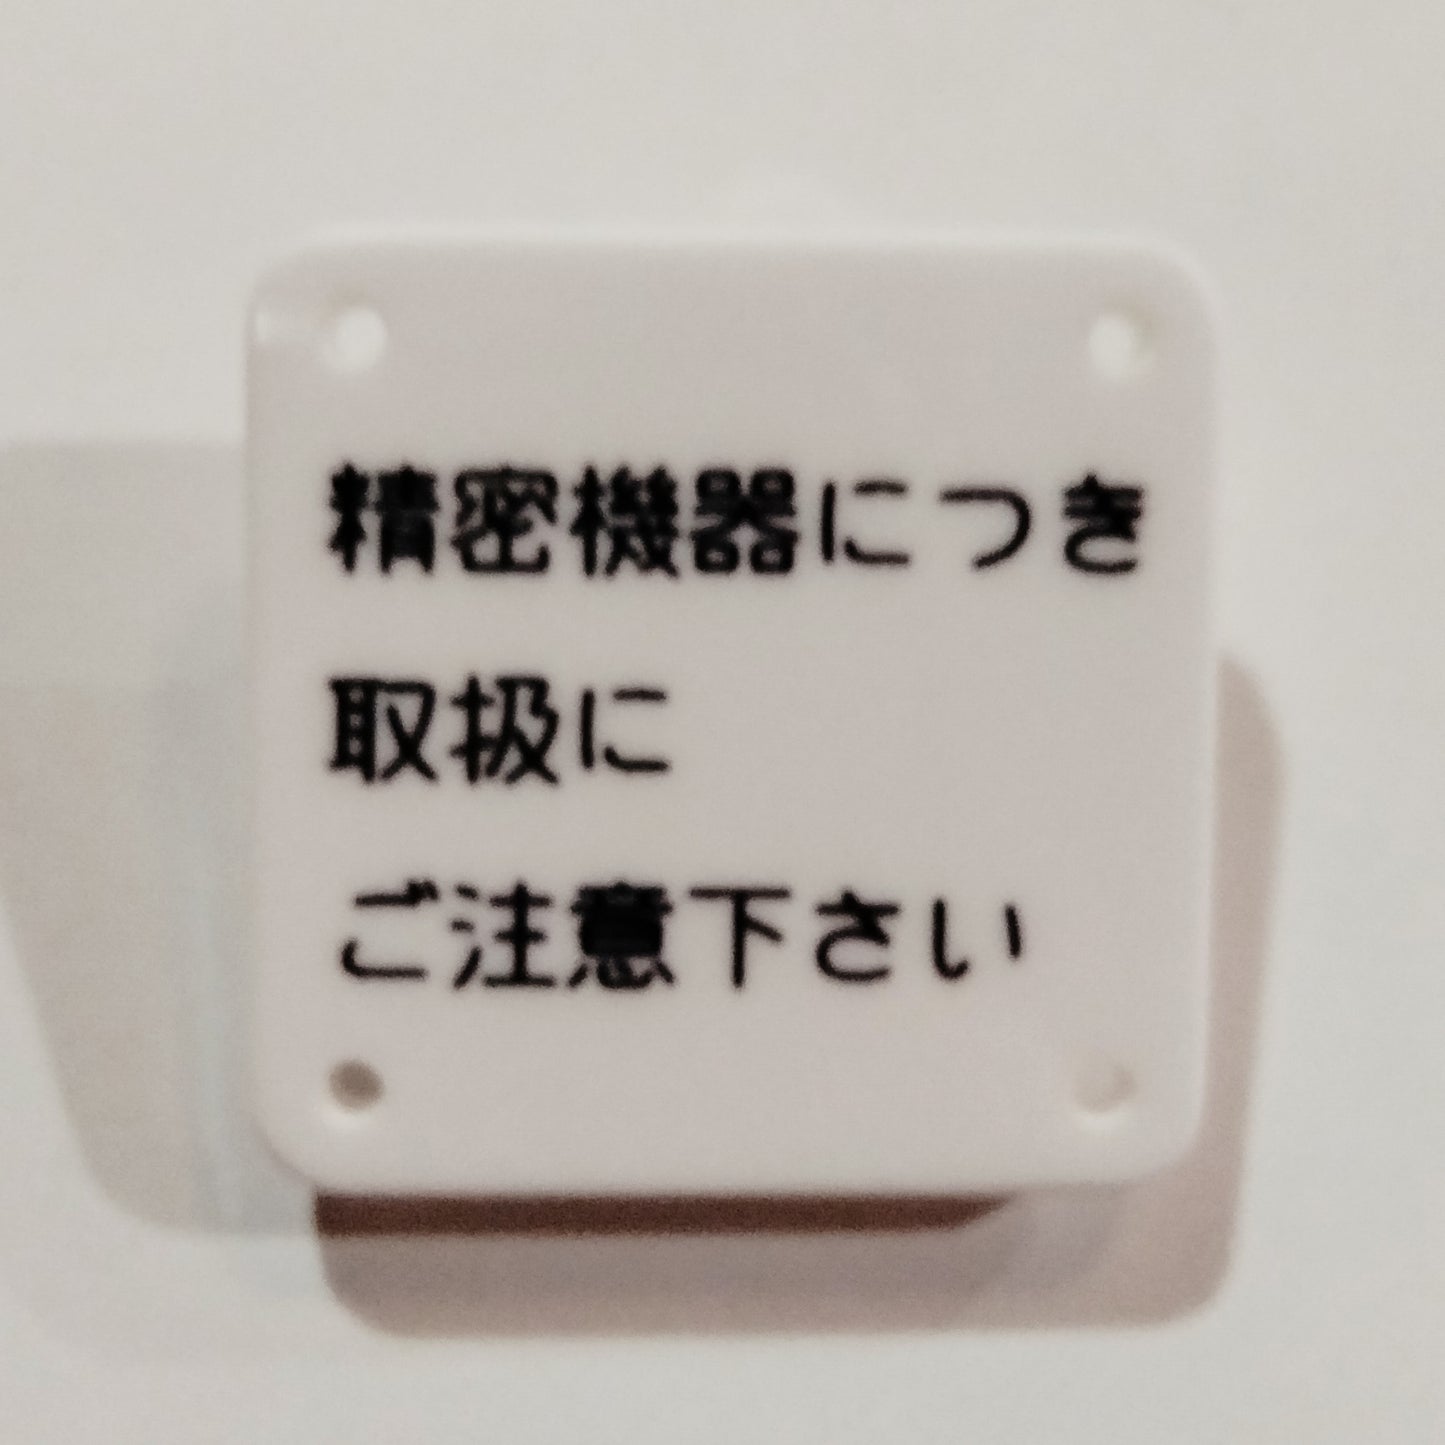 精密機器につき
取扱に
ご注意下さい